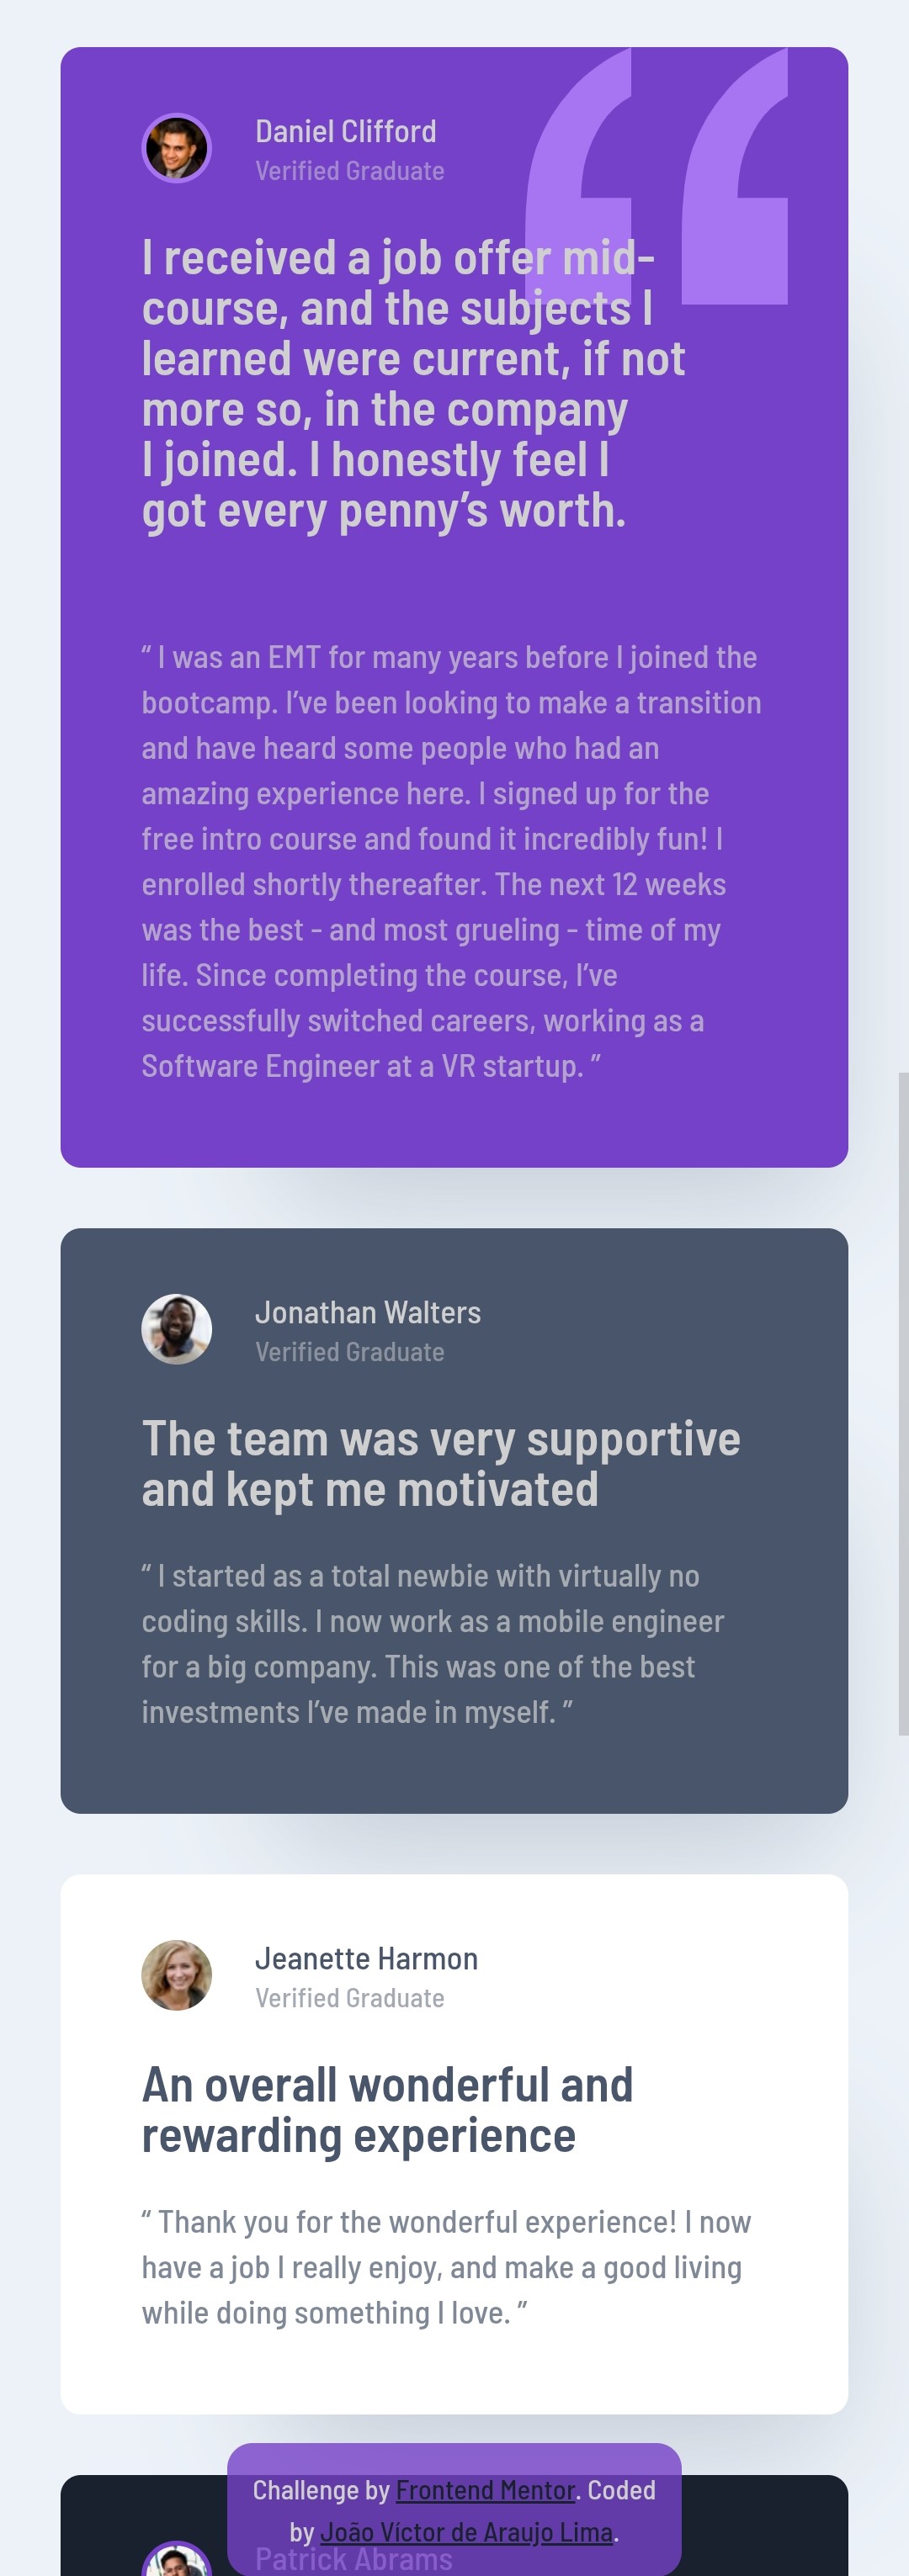 Daniel Clifford
Verified Graduate
I received a job offer mid-
course, and the subjects I
learned were current, if not
more so, in the company
I joined. I honestly feel I
got every penny’s worth.
“ I was an EMT for many years before I joined the
bootcamp. I’ve been looking to make a transition
and have heard some people who had an
amazing experience here. I signed up for the
free intro course and found it incredibly fun! I
enrolled shortly thereafter. The next 12 weeks
was the best - and most grueling - time of my
life. Since completing the course, I’ve
successfully switched careers, working as a
Software Engineer at a VR startup. ”
Jonathan Walters
Verified Graduate
The team was very supportive
and kept me motivated
“ I started as a total newbie with virtually no
coding skills. I now work as a mobile engineer
for a big company. This was one of the best
investments I’ve made in myself. ”
Jeanette Harmon
Verified Graduate
An overall wonderful and
rewarding experience
“ Thank you for the wonderful experience! I now
have a job I really enjoy, and make a good living
while doing something I love. ”
Challenge by Frontend Mentor. Coded
by João Víctor de Araujo Lima.
Patrick Abrams